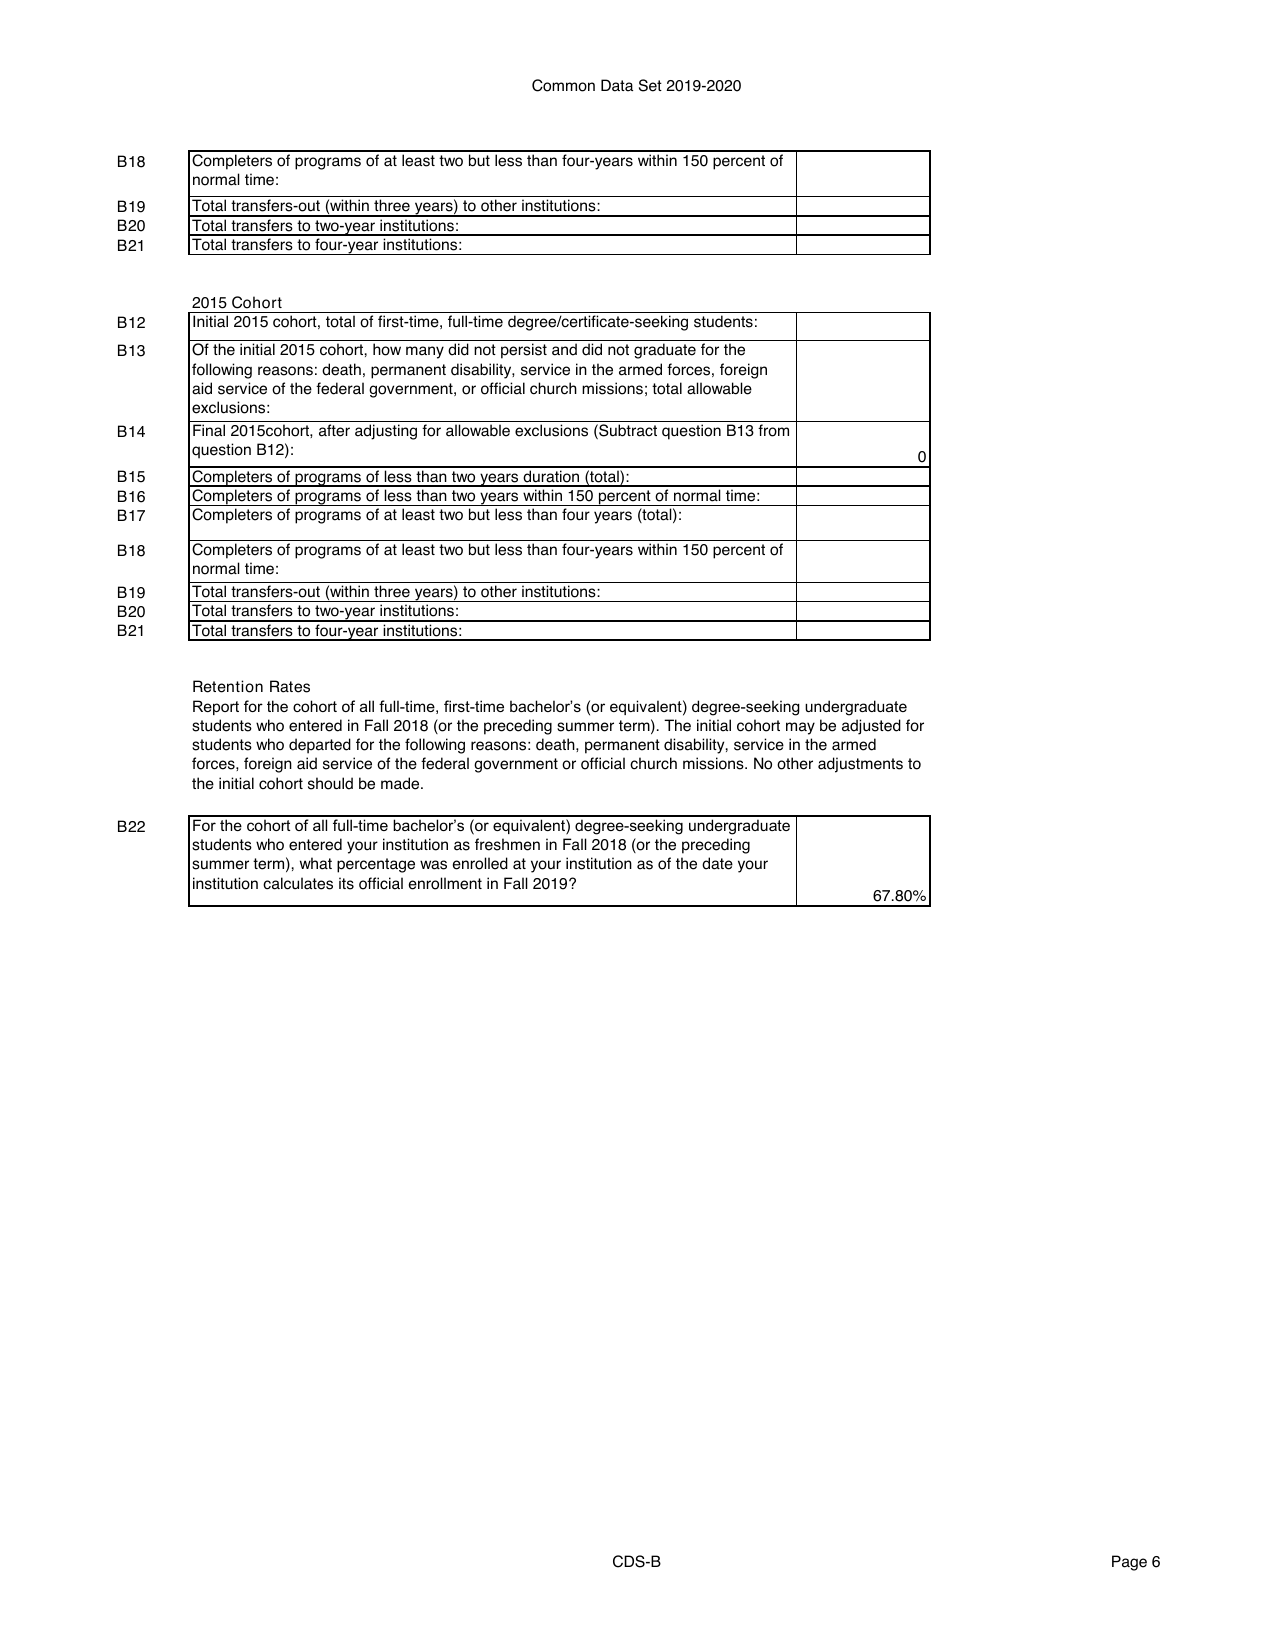 Common Data Set 2019-2020
B18 Completers of programs of at least two but less than four-years within 150 percent of
normal time:
B19 Total transfers-out (within three years) to other institutions:
B20 Total transfers to two-year institutions:
B21 Total transfers to four-year institutions:
2015 Cohort
B12 Initial 2015 cohort, total of first-time, full-time degree/certificate-seeking students:
B13 Of the initial 2015 cohort, how many did not persist and did not graduate for the
following reasons: death, permanent disability, service in the armed forces, foreign
aid service of the federal government, or official church missions; total allowable
exclusions:
B14 Final 2015cohort, after adjusting for allowable exclusions (Subtract question B13 from
question B12): 0
B15 Completers of programs of less than two years duration (total):
B16 Completers of programs of less than two years within 150 percent of normal time:
B17 Completers of programs of at least two but less than four years (total):
B18 Completers of programs of at least two but less than four-years within 150 percent of
normal time:
B19 Total transfers-out (within three years) to other institutions:
B20 Total transfers to two-year institutions:
B21 Total transfers to four-year institutions:
Retention Rates
Report for the cohort of all full-time, first-time bachelor’s (or equivalent) degree-seeking undergraduate
students who entered in Fall 2018 (or the preceding summer term). The initial cohort may be adjusted for
students who departed for the following reasons: death, permanent disability, service in the armed
forces, foreign aid service of the federal government or official church missions. No other adjustments to
the initial cohort should be made.
B22 For the cohort of all full-time bachelor’s (or equivalent) degree-seeking undergraduate
students who entered your institution as freshmen in Fall 2018 (or the preceding
summer term), what percentage was enrolled at your institution as of the date your
institution calculates its official enrollment in Fall 2019?
67.80%
CDS-B Page 6